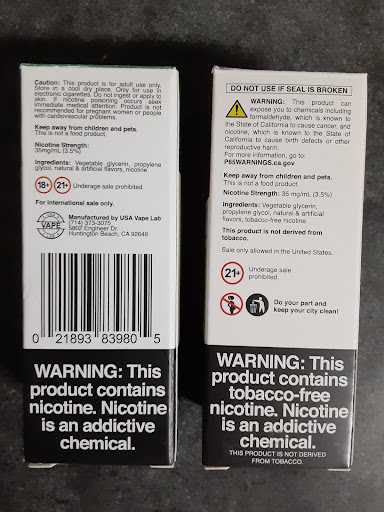 Caution: This product is for adult use only.
Store in a cool dry place. Only for use in
electronic cigarettes. Do not ingest or apply to
skin. If nicotine poisoning occurs seek
immediate medical attention. Product is not
recommended for pregnant women or people
with cardiovascular problems.
Keep away from children and pets.
This is not a food product.
Nicotine Strength:
35mg/mL (3.5%)
Ingredients: Vegetable glycerin, propylene
glycol, natural & artificial flavors, nicotine.
18+ 21+ Underage sale prohibited.
For international sale only.
VAPE
Manufactured by USA Vape Lab
(714) 373-3075
5802 Engineer Dr.
Huntington Beach, CA 92649
0 21893 83980 5
WARNING: This
product contains
nicotine. Nicotine
is an addictive
chemical.
DO NOT USE IF SEAL IS BROKEN
WARNING: This product can
expose you to chemicals including
formaldehyde, which is known to
the State of California to cause cancer, and
nicotine, which is known to the State of
California to cause birth defects or other
reproductive harm.
For more information, go to:
P65WARNINGS.ca.gov
Keep away from children and pets.
This is not a food product
Nicotine Strength: 35 mg/mL (3.5%)
Ingredients: Vegetable glycerin,
propylene glycol, natural & artificial
flavors, tobacco-free nicotine.
This product is not derived from
tobacco.
Sale only allowed in the United States.
21+
Underage sale
prohibited.
Do your part and
keep your city clean!
WARNING: This
product contains
tobacco-free
nicotine. Nicotine
is an addictive
chemical.
THIS PRODUCT IS NOT DERIVED
FROM TOBACCO.